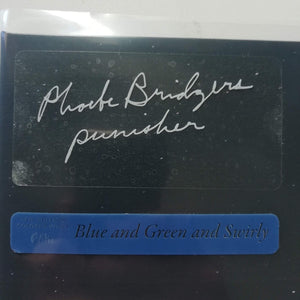 Phoebe Bridgers
punisher
Blue and Green and Swirly